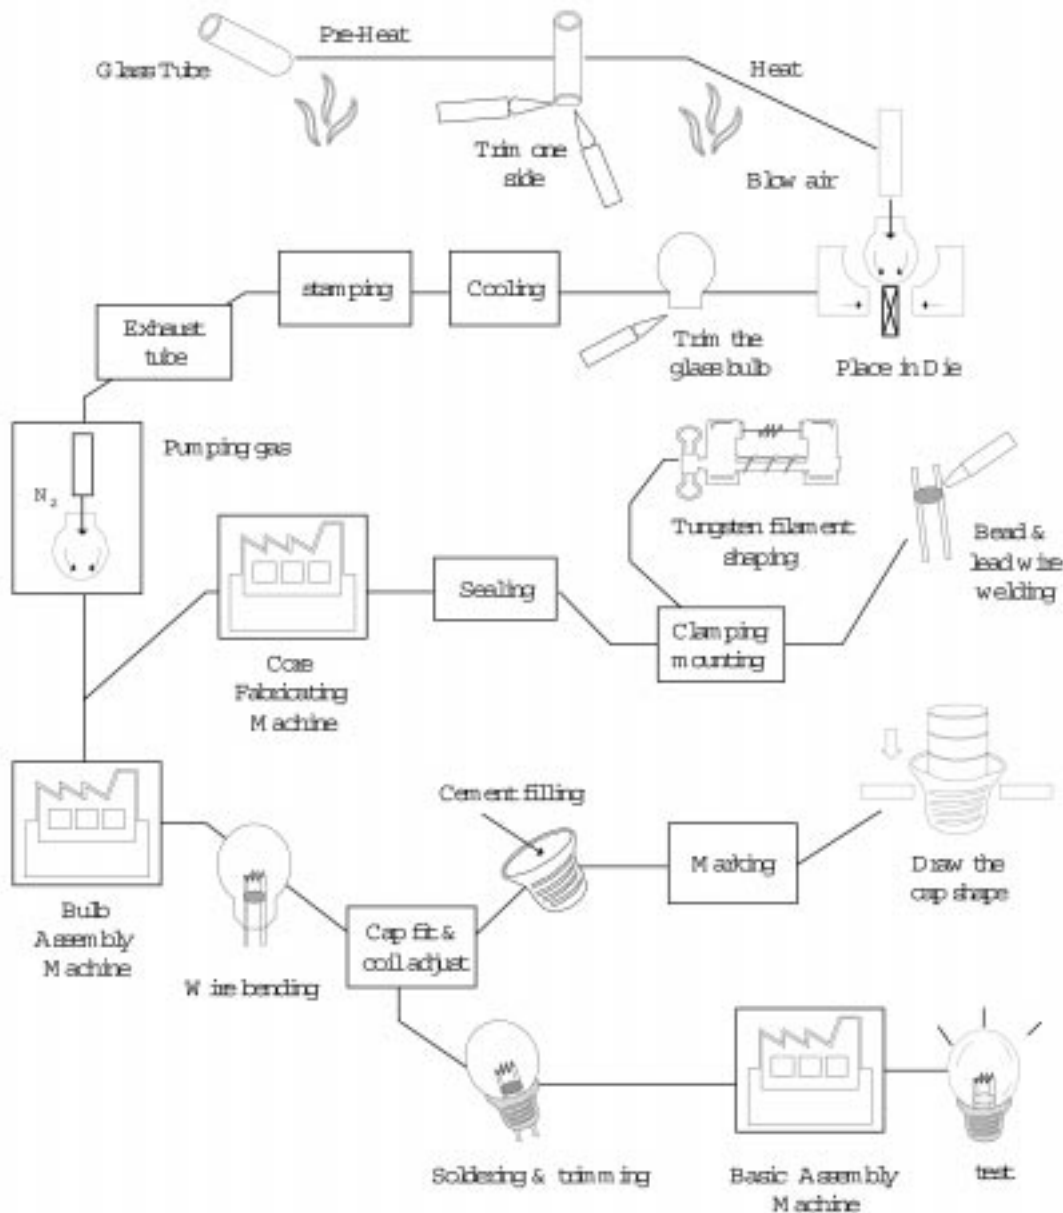 Pre-Heat
Glass Tube
Heat
Trim one
side
Blow air
stamping
Cooling
Exhaust
tube
Trim the
glass bulb
Place in Die
Pumping gas
N2
Tungsten filament
shaping
Bead &
lead wire
welding
Sealing
Clamping
mounting
Core
Fabricating
Machine
Cement filling
Marking
Draw the
cap shape
Bulb
Assembly
Machine
Cap fit &
coil adjust
Wire bending
Soldering & trimming
Basic Assembly
Machine
test